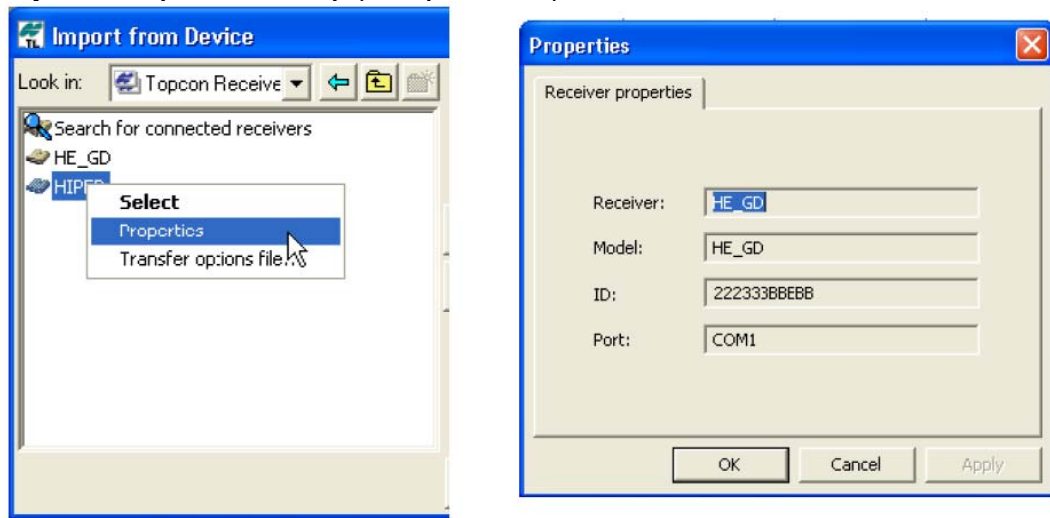 Import from Device
Look in: Topcon Receive
Search for connected receivers
HE_GD
Select
Properties
Transfer options file...
Properties
Receiver properties
Receiver: HE_GD
Model: HE_GD
ID: 222333BBEBB
Port: COM1
OK Cancel Apply